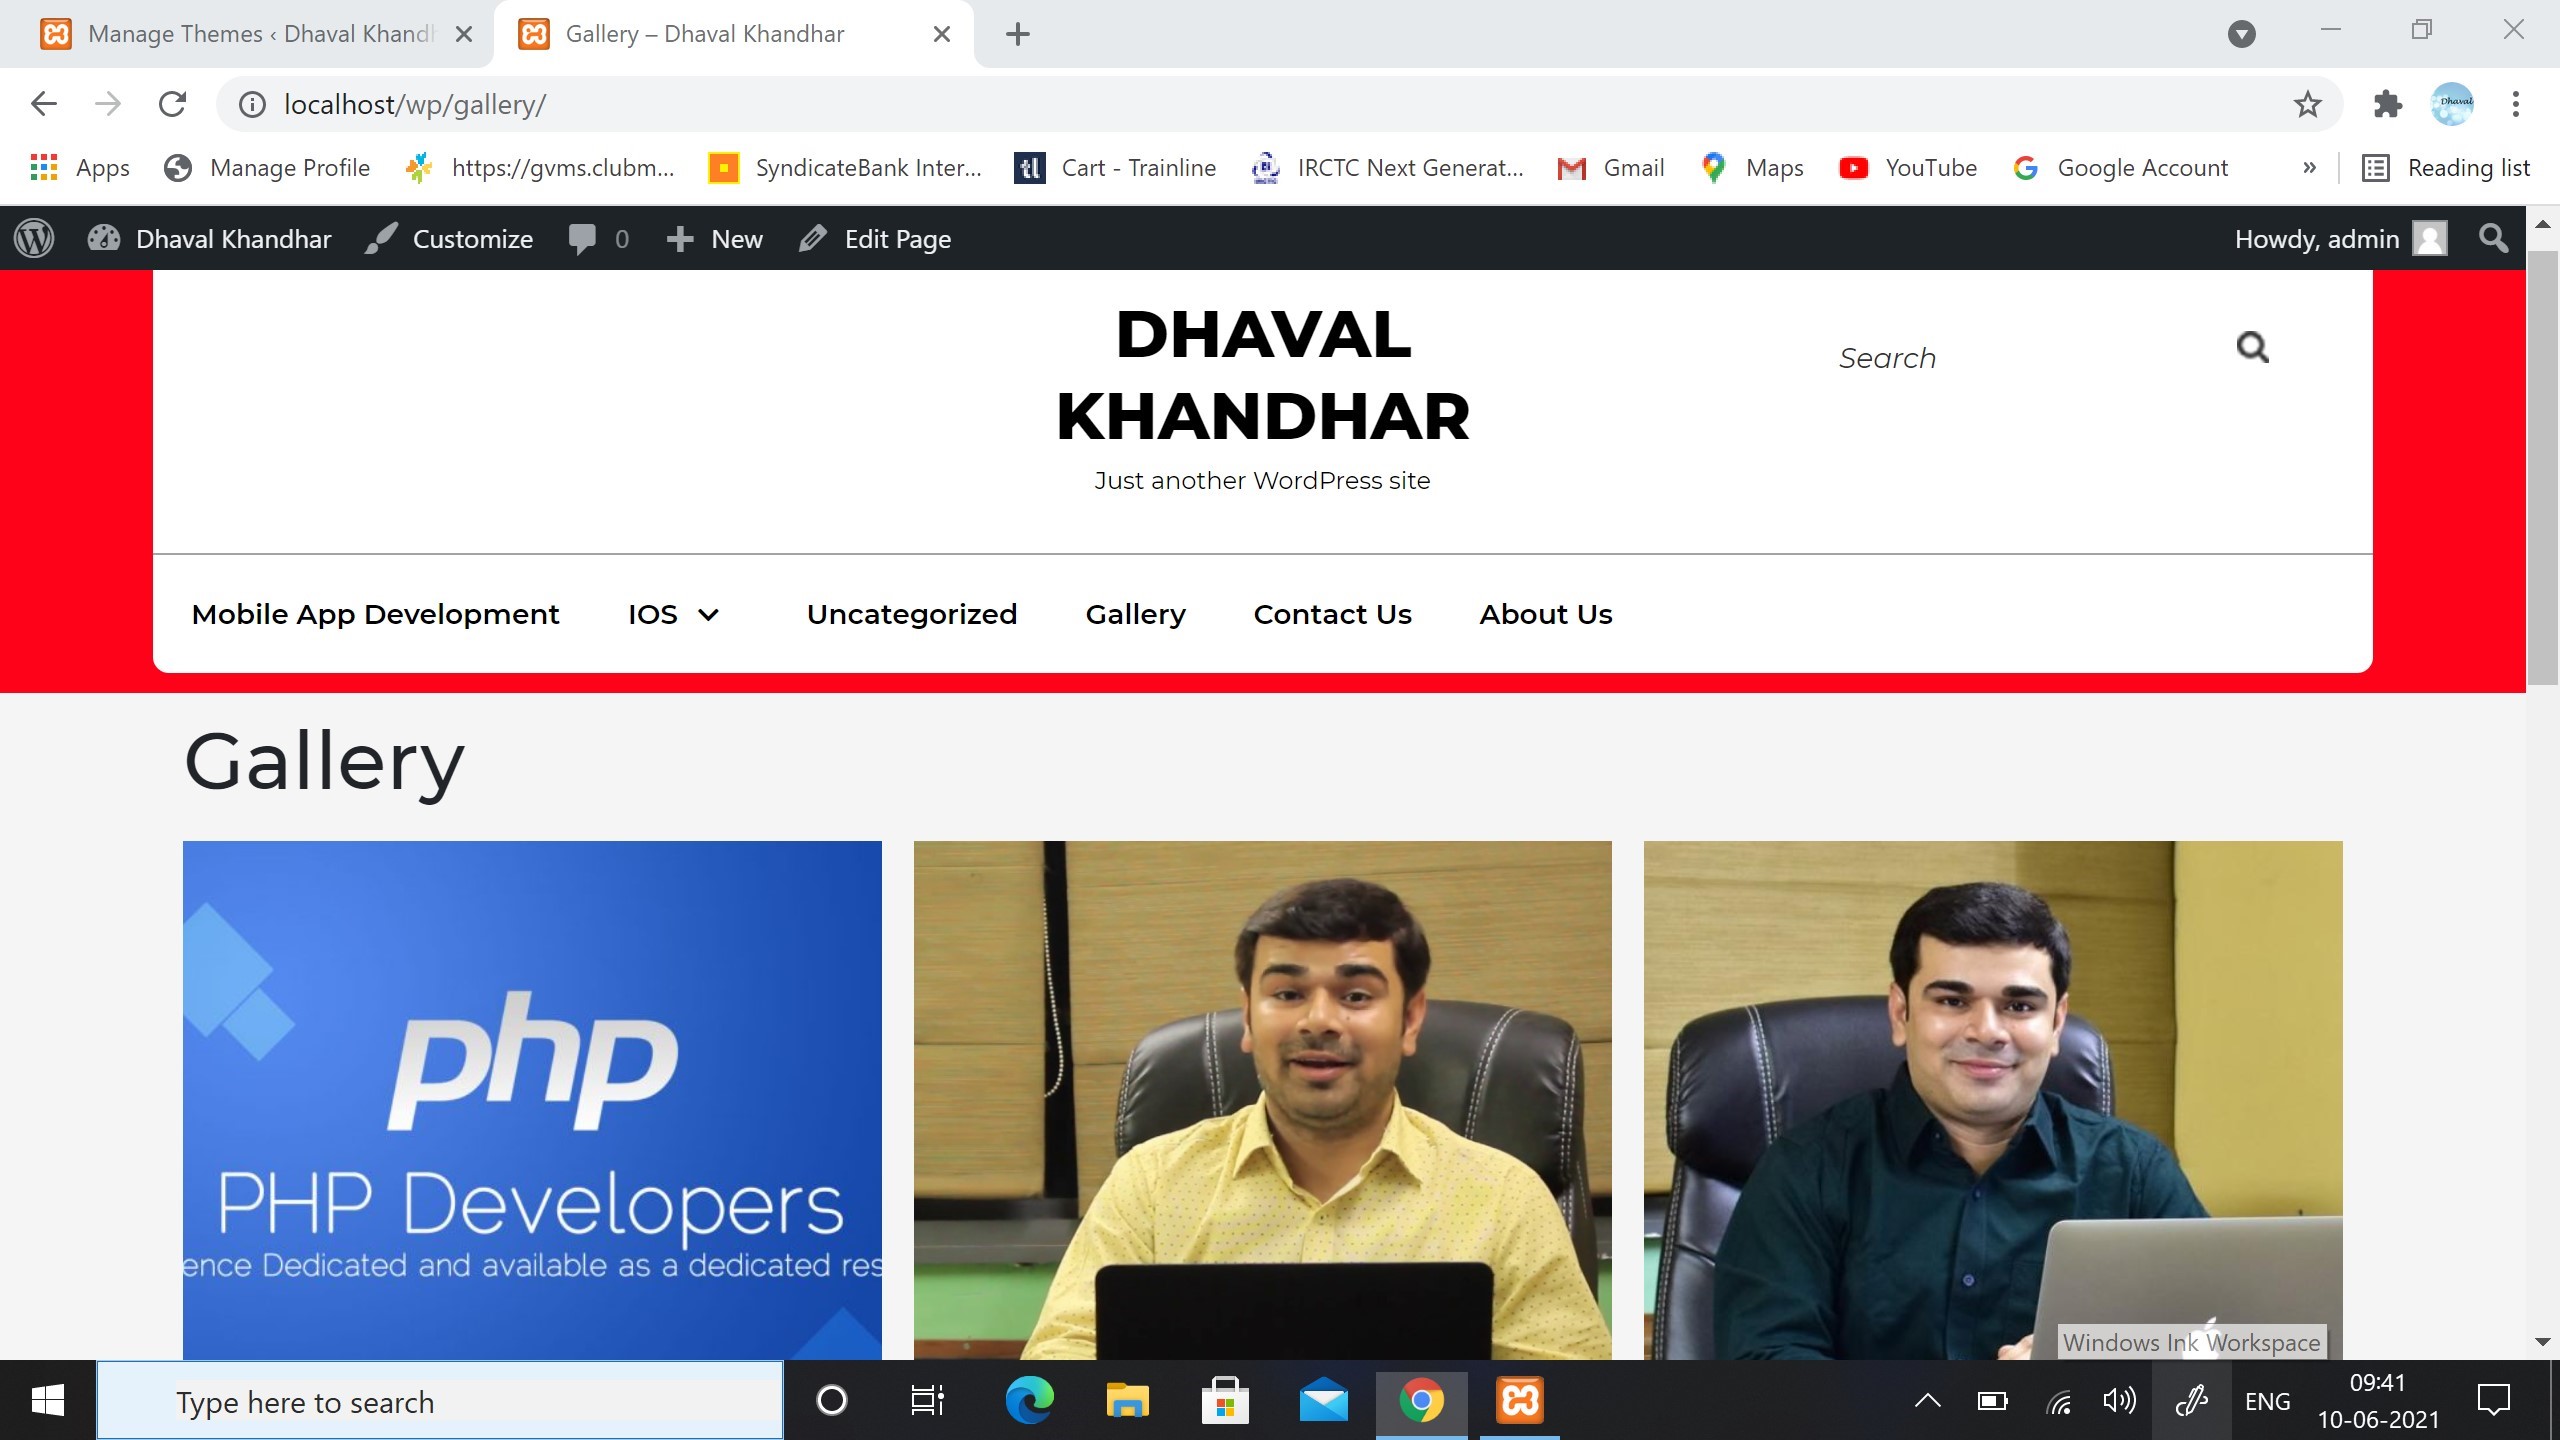 Manage Themes ‹ Dhaval Khandh
Gallery – Dhaval Khandhar
localhost/wp/gallery/
Apps
Manage Profile
https://gvms.clubm...
SyndicateBank Inter...
tl
Cart - Trainline
IRCTC Next Generat...
Gmail
Maps
YouTube
Google Account
»
Reading list
Dhaval
Dhaval Khandhar
Customize
0
New
Edit Page
Howdy, admin
DHAVAL
KHANDHAR
Just another WordPress site
Search
Mobile App Development
IOS
Uncategorized
Gallery
Contact Us
About Us
Gallery
php
PHP Developers
ence Dedicated and available as a dedicated res
Windows Ink Workspace
Type here to search
ENG
09:41
10-06-2021